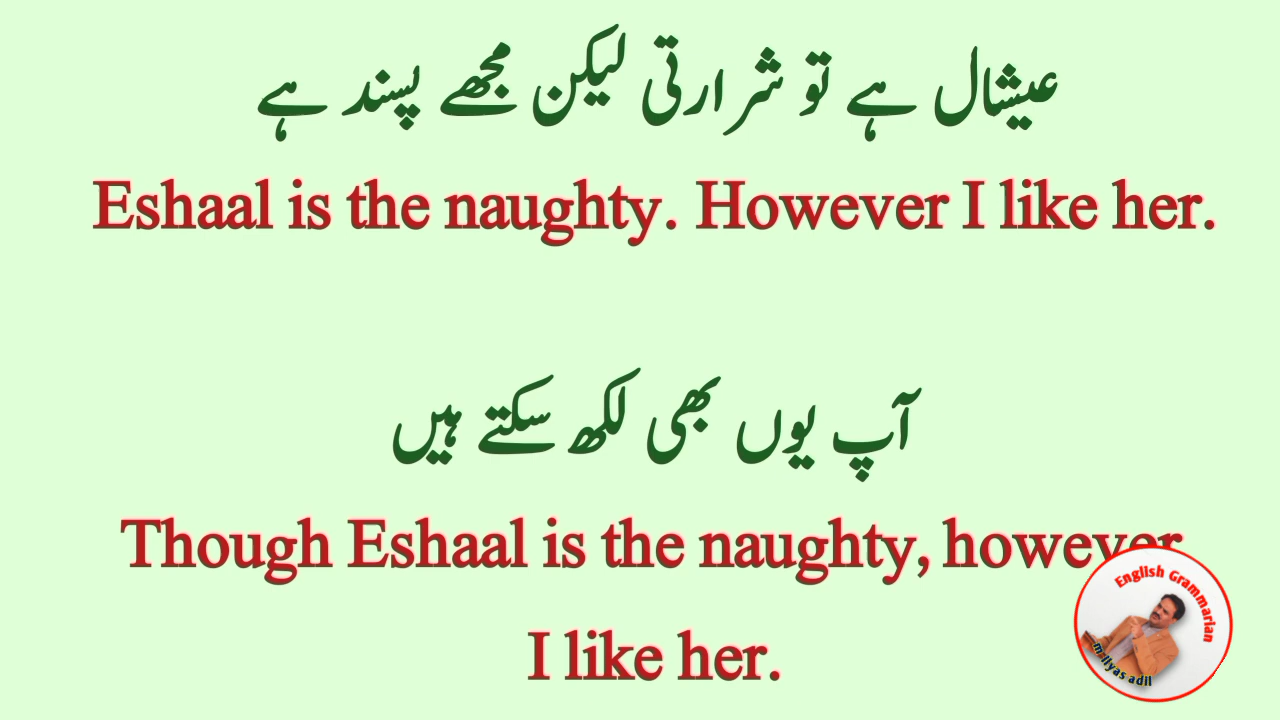 عیشال ہے تو شرارتی لیکن مجھے پسند ہے
Eshaal is the naughty. However I like her.
آپ یوں بھی لکھ سکتے ہیں
Though Eshaal is the naughty, however
I like her.
English Grammarian
m.ilyas adil